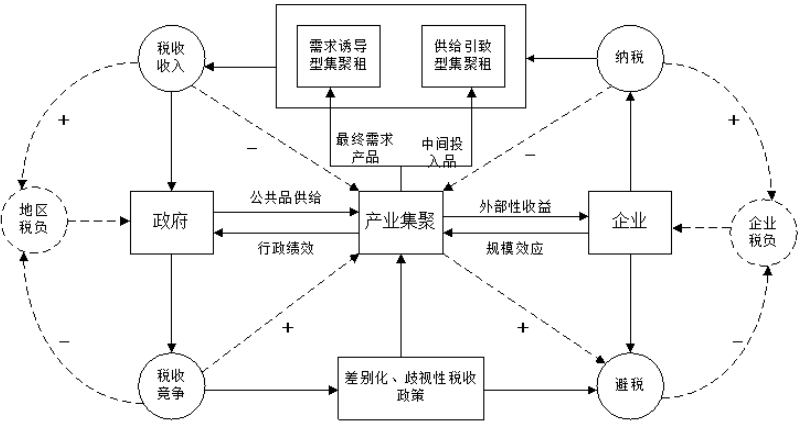 税收
收入
需求诱导
型集聚租
供给引致
型集聚租
纳税
+
+
最终需求
产品
中间投
入品
−
−
地区
税负
政府
公共品供给
行政绩效
产业集聚
外部性收益
规模效应
企业
企业
税负
−
+
+
−
税收
竞争
差别化、歧视性税收
政策
避税